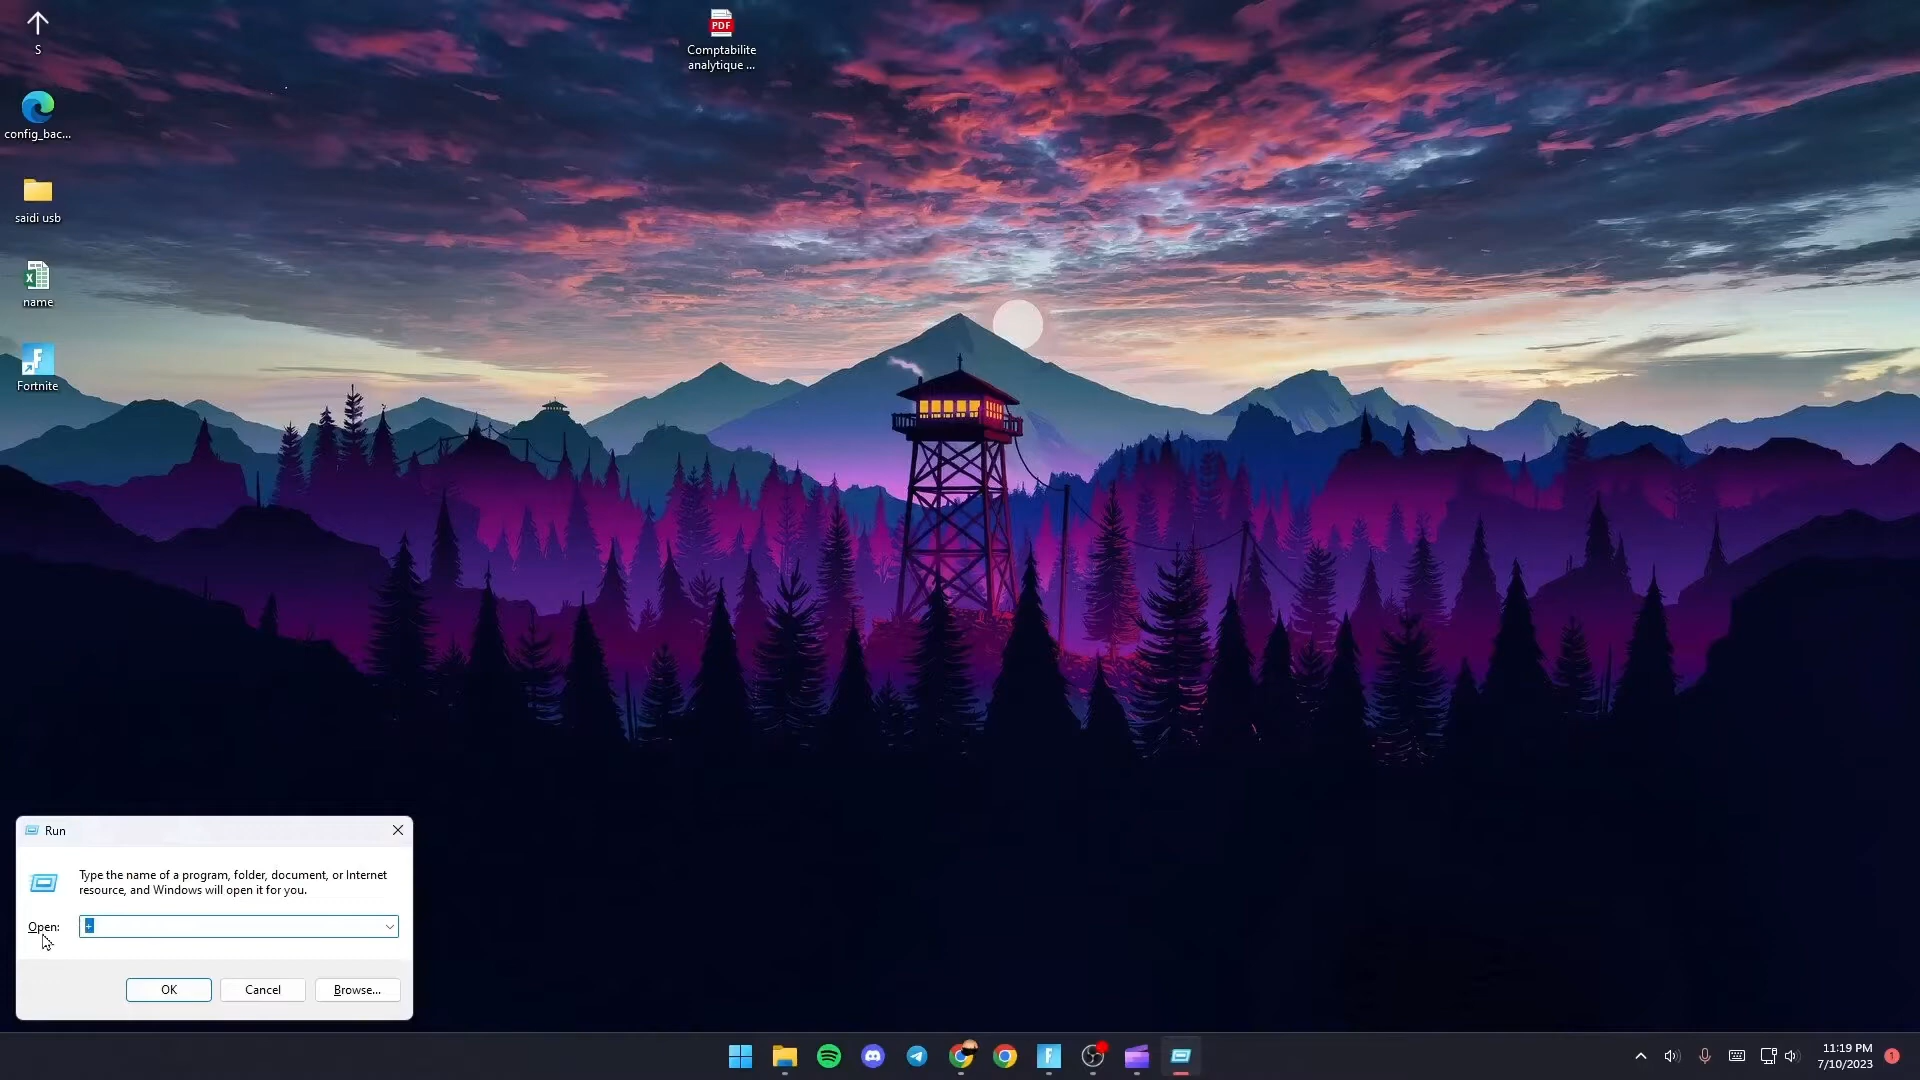 S
PDF
Comptabilite
analytique ...
config_bac...
saidi usb
name
Fortnite
Run
Type the name of a program, folder, document, or Internet
resource, and Windows will open it for you.
Open:
+
OK
Cancel
Browse...
11:19 PM
7/10/2023
1